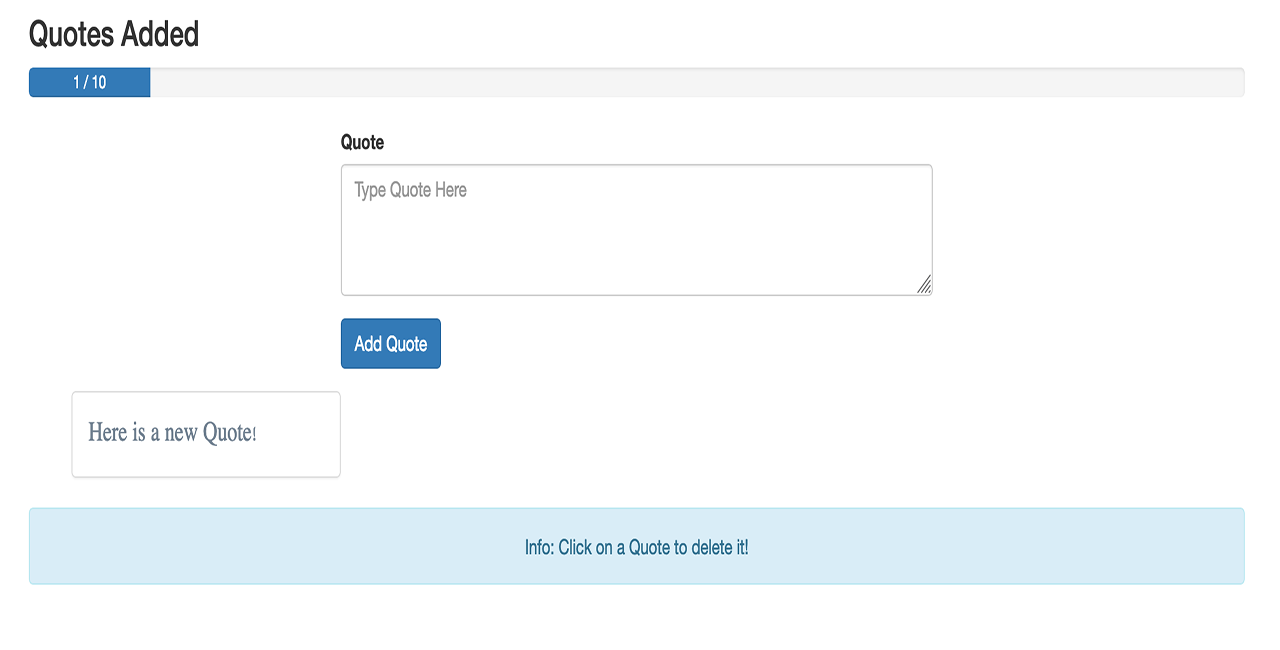 Quotes Added
1 / 10
Quote
Type Quote Here
Add Quote
Here is a new Quote!
Info: Click on a Quote to delete it!